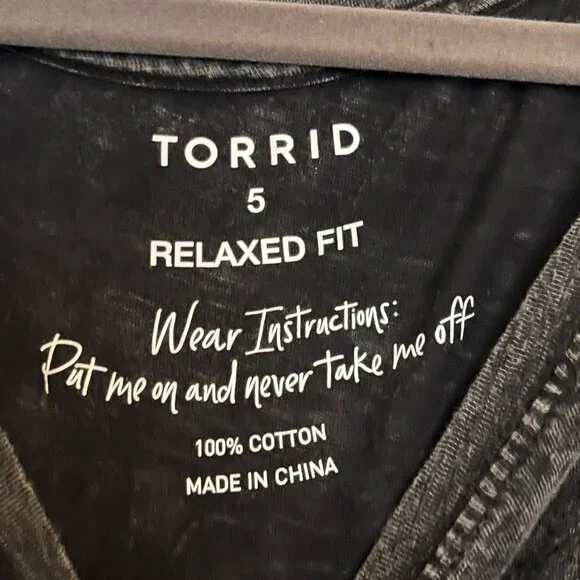 TORRID
5
RELAXED FIT
Wear Instructions:
Put me on and never take me off
100% COTTON
MADE IN CHINA